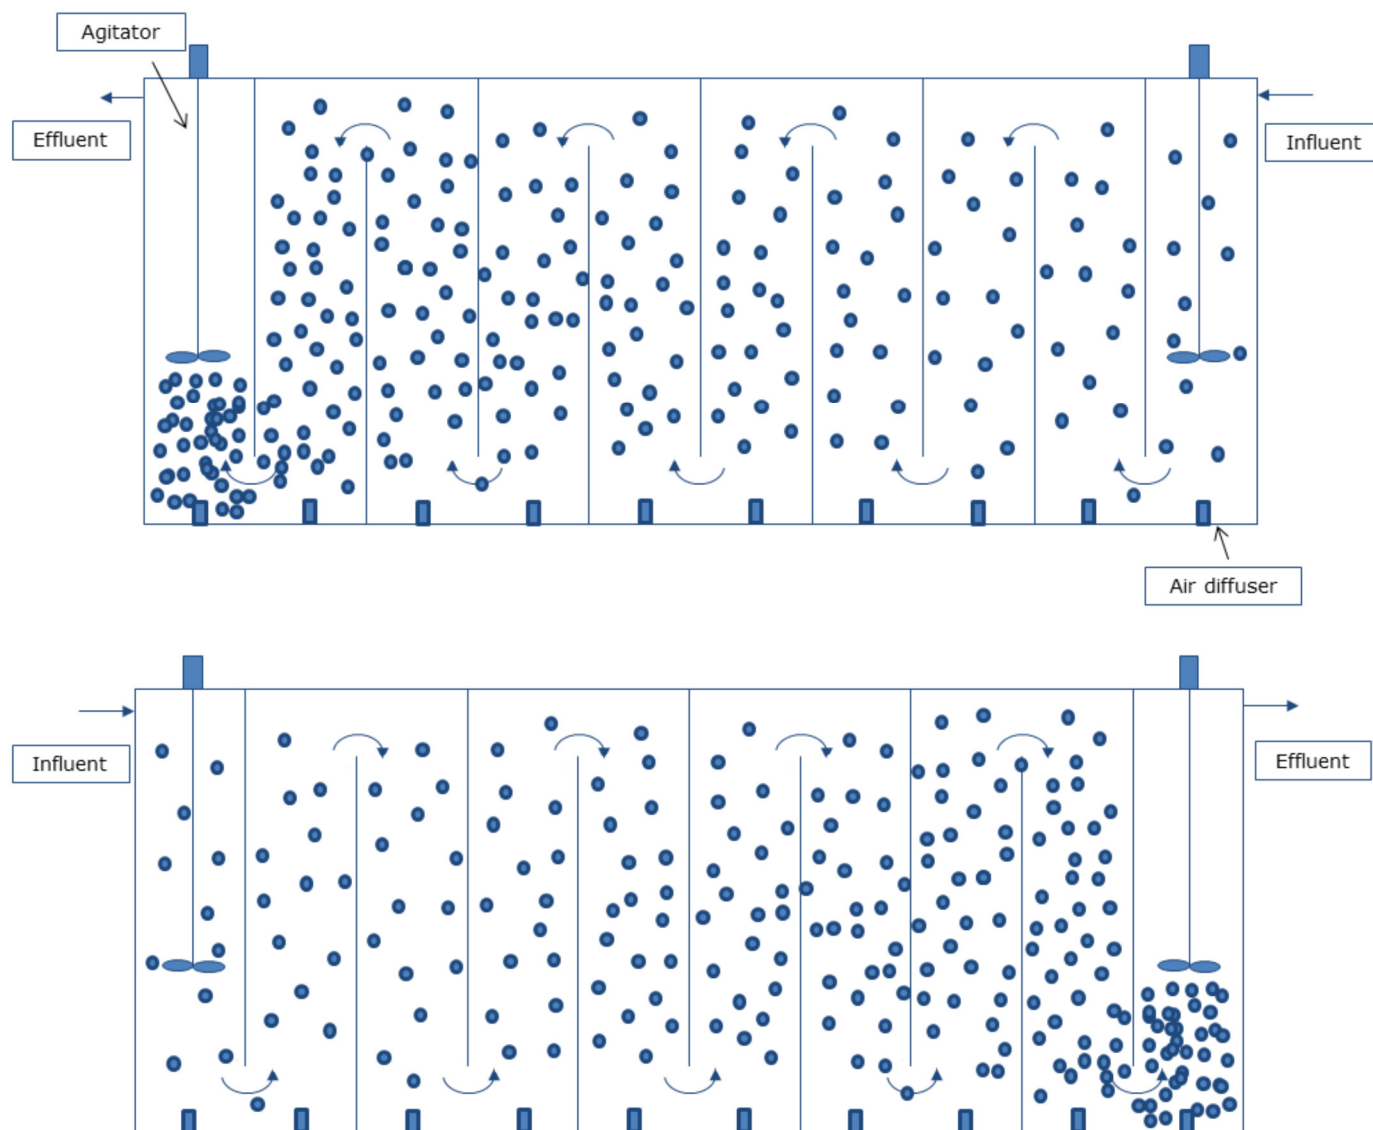 Agitator
Effluent
Influent
Air diffuser
Influent
Effluent